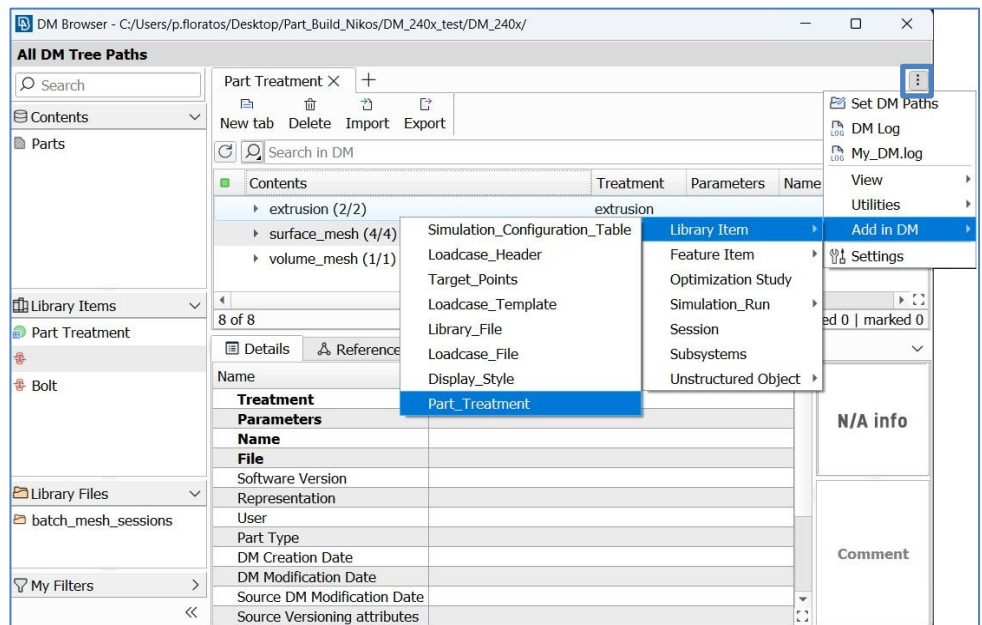 DM Browser - C:/Users/p.floratos/Desktop/Part_Build_Nikos/DM_240x_test/DM_240x/
All DM Tree Paths
Search
Contents
Parts
Library Items
Part Treatment
Bolt
Library Files
batch_mesh_sessions
My Filters
Part Treatment
New tab Delete Import Export
Search in DM
Contents Treatment Parameters Name
extrusion (2/2) extrusion
surface_mesh (4/4)
volume_mesh (1/1)
8 of 8
ed 0 | marked 0
Details Reference
Name
Treatment
Parameters
Name
File
Software Version
Representation
User
Part Type
DM Creation Date
DM Modification Date
Source DM Modification Date
Source Versioning attributes
N/A info
Comment
Set DM Paths
LOG DM Log
LOG My_DM.log
View
Utilities
Add in DM
Settings
Library Item
Feature Item
Optimization Study
Simulation_Run
Session
Subsystems
Unstructured Object
Simulation_Configuration_Table
Loadcase_Header
Target_Points
Loadcase_Template
Library_File
Loadcase_File
Display_Style
Part_Treatment